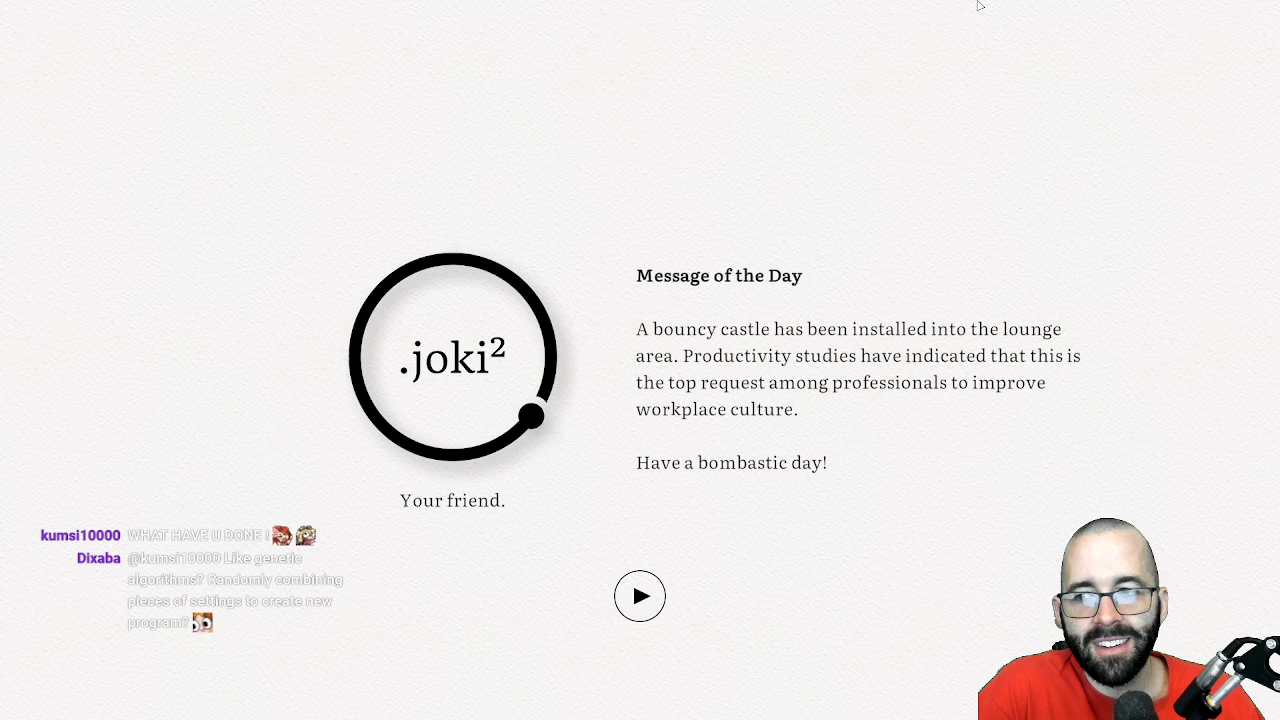 .joki²
Your friend.
Message of the Day
A bouncy castle has been installed into the lounge
area. Productivity studies have indicated that this is
the top request among professionals to improve
workplace culture.
Have a bombastic day!
kumsi10000 WHAT HAVE U DONE !
Dixaba @kumsi10000 Like genetic
algorithms? Randomly combining
pieces of settings to create new
program?